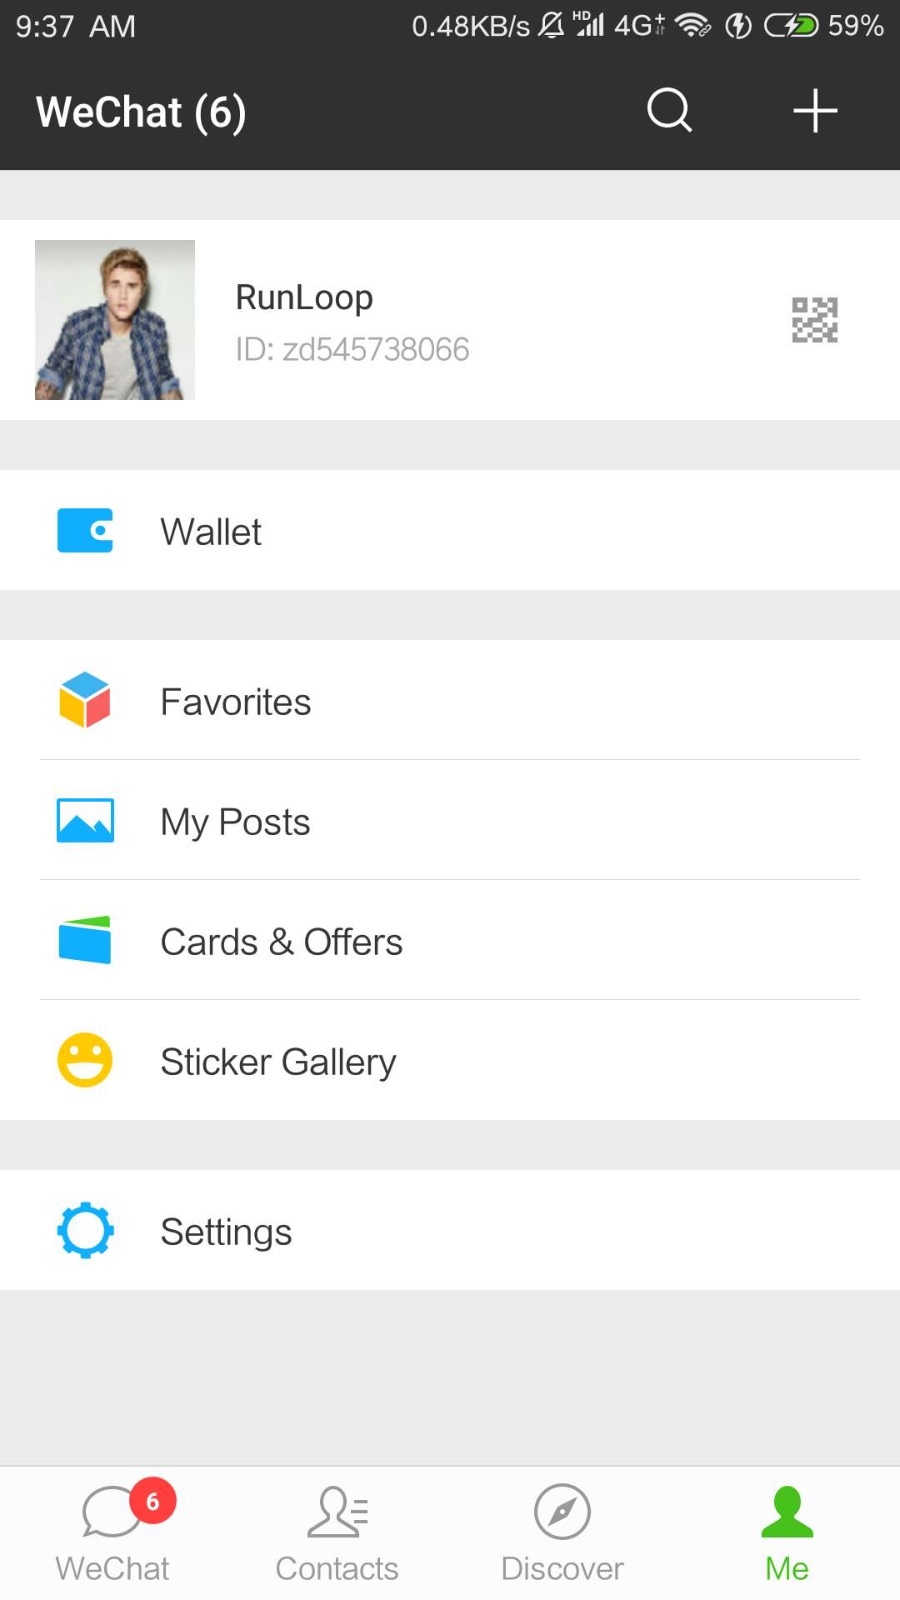 9:37 AM 0.48KB/s HD 4G+ 59%
WeChat (6)
RunLoop
ID: zd545738066
Wallet
Favorites
My Posts
Cards & Offers
Sticker Gallery
Settings
6
WeChat Contacts Discover Me